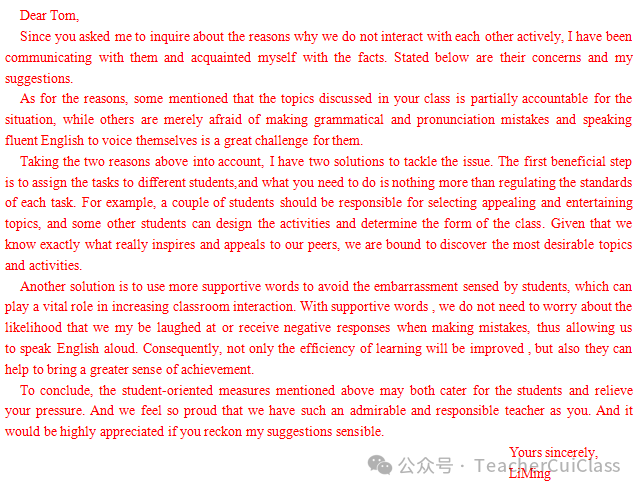 Dear Tom,
Since you asked me to inquire about the reasons why we do not interact with each other actively, I have been
communicating with them and acquainted myself with the facts. Stated below are their concerns and my
suggestions.
As for the reasons, some mentioned that the topics discussed in your class is partially accountable for the
situation, while others are merely afraid of making grammatical and pronunciation mistakes and speaking
fluent English to voice themselves is a great challenge for them.
Taking the two reasons above into account, I have two solutions to tackle the issue. The first beneficial step
is to assign the tasks to different students,and what you need to do is nothing more than regulating the standards
of each task. For example, a couple of students should be responsible for selecting appealing and entertaining
topics, and some other students can design the activities and determine the form of the class. Given that we
know exactly what really inspires and appeals to our peers, we are bound to discover the most desirable topics
and activities.
Another solution is to use more supportive words to avoid the embarrassment sensed by students, which can
play a vital role in increasing classroom interaction. With supportive words , we do not need to worry about the
likelihood that we my be laughed at or receive negative responses when making mistakes, thus allowing us
to speak English aloud. Consequently, not only the efficiency of learning will be improved , but also they can
help to bring a greater sense of achievement.
To conclude, the student-oriented measures mentioned above may both cater for the students and relieve
your pressure. And we feel so proud that we have such an admirable and responsible teacher as you. And it
would be highly appreciated if you reckon my suggestions sensible.
Yours sincerely,
公众号 · TeacherCuiClass
LiMing